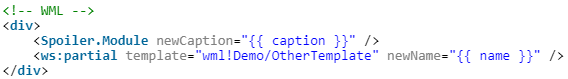 <!-- WML -->
<div>
    <Spoiler.Module newCaption="{{ caption }}" />
    <ws:partial template="wml!Demo/OtherTemplate" newName="{{ name }}" />
</div>